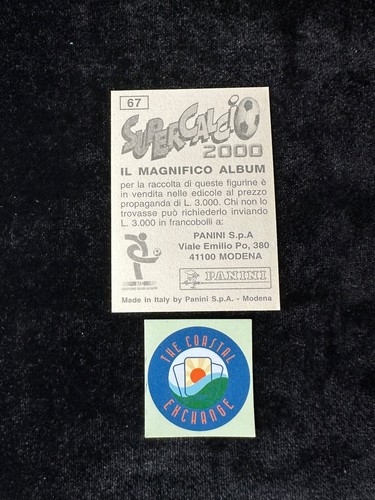 67
SUPERCALCIO
2000
IL MAGNIFICO ALBUM
per la raccolta di queste figurine è
in vendita nelle edicole al prezzo
propaganda di L. 3.000. Chi non lo
trovasse può richiederlo inviando
L. 3.000 in francobolli a:
PANINI S.p.A
Viale Emilio Po, 380
41100 MODENA
PANINI
Made in Italy by Panini S.p.A. - Modena
THE COASTAL
EXCHANGE